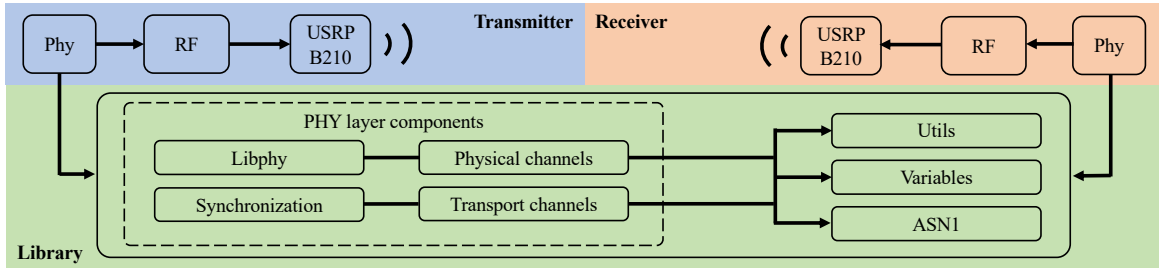 Transmitter
Receiver
Phy
RF
USRP
B210
USRP
B210
RF
Phy
PHY layer components
Libphy
Physical channels
Synchronization
Transport channels
Utils
Variables
ASN1
Library